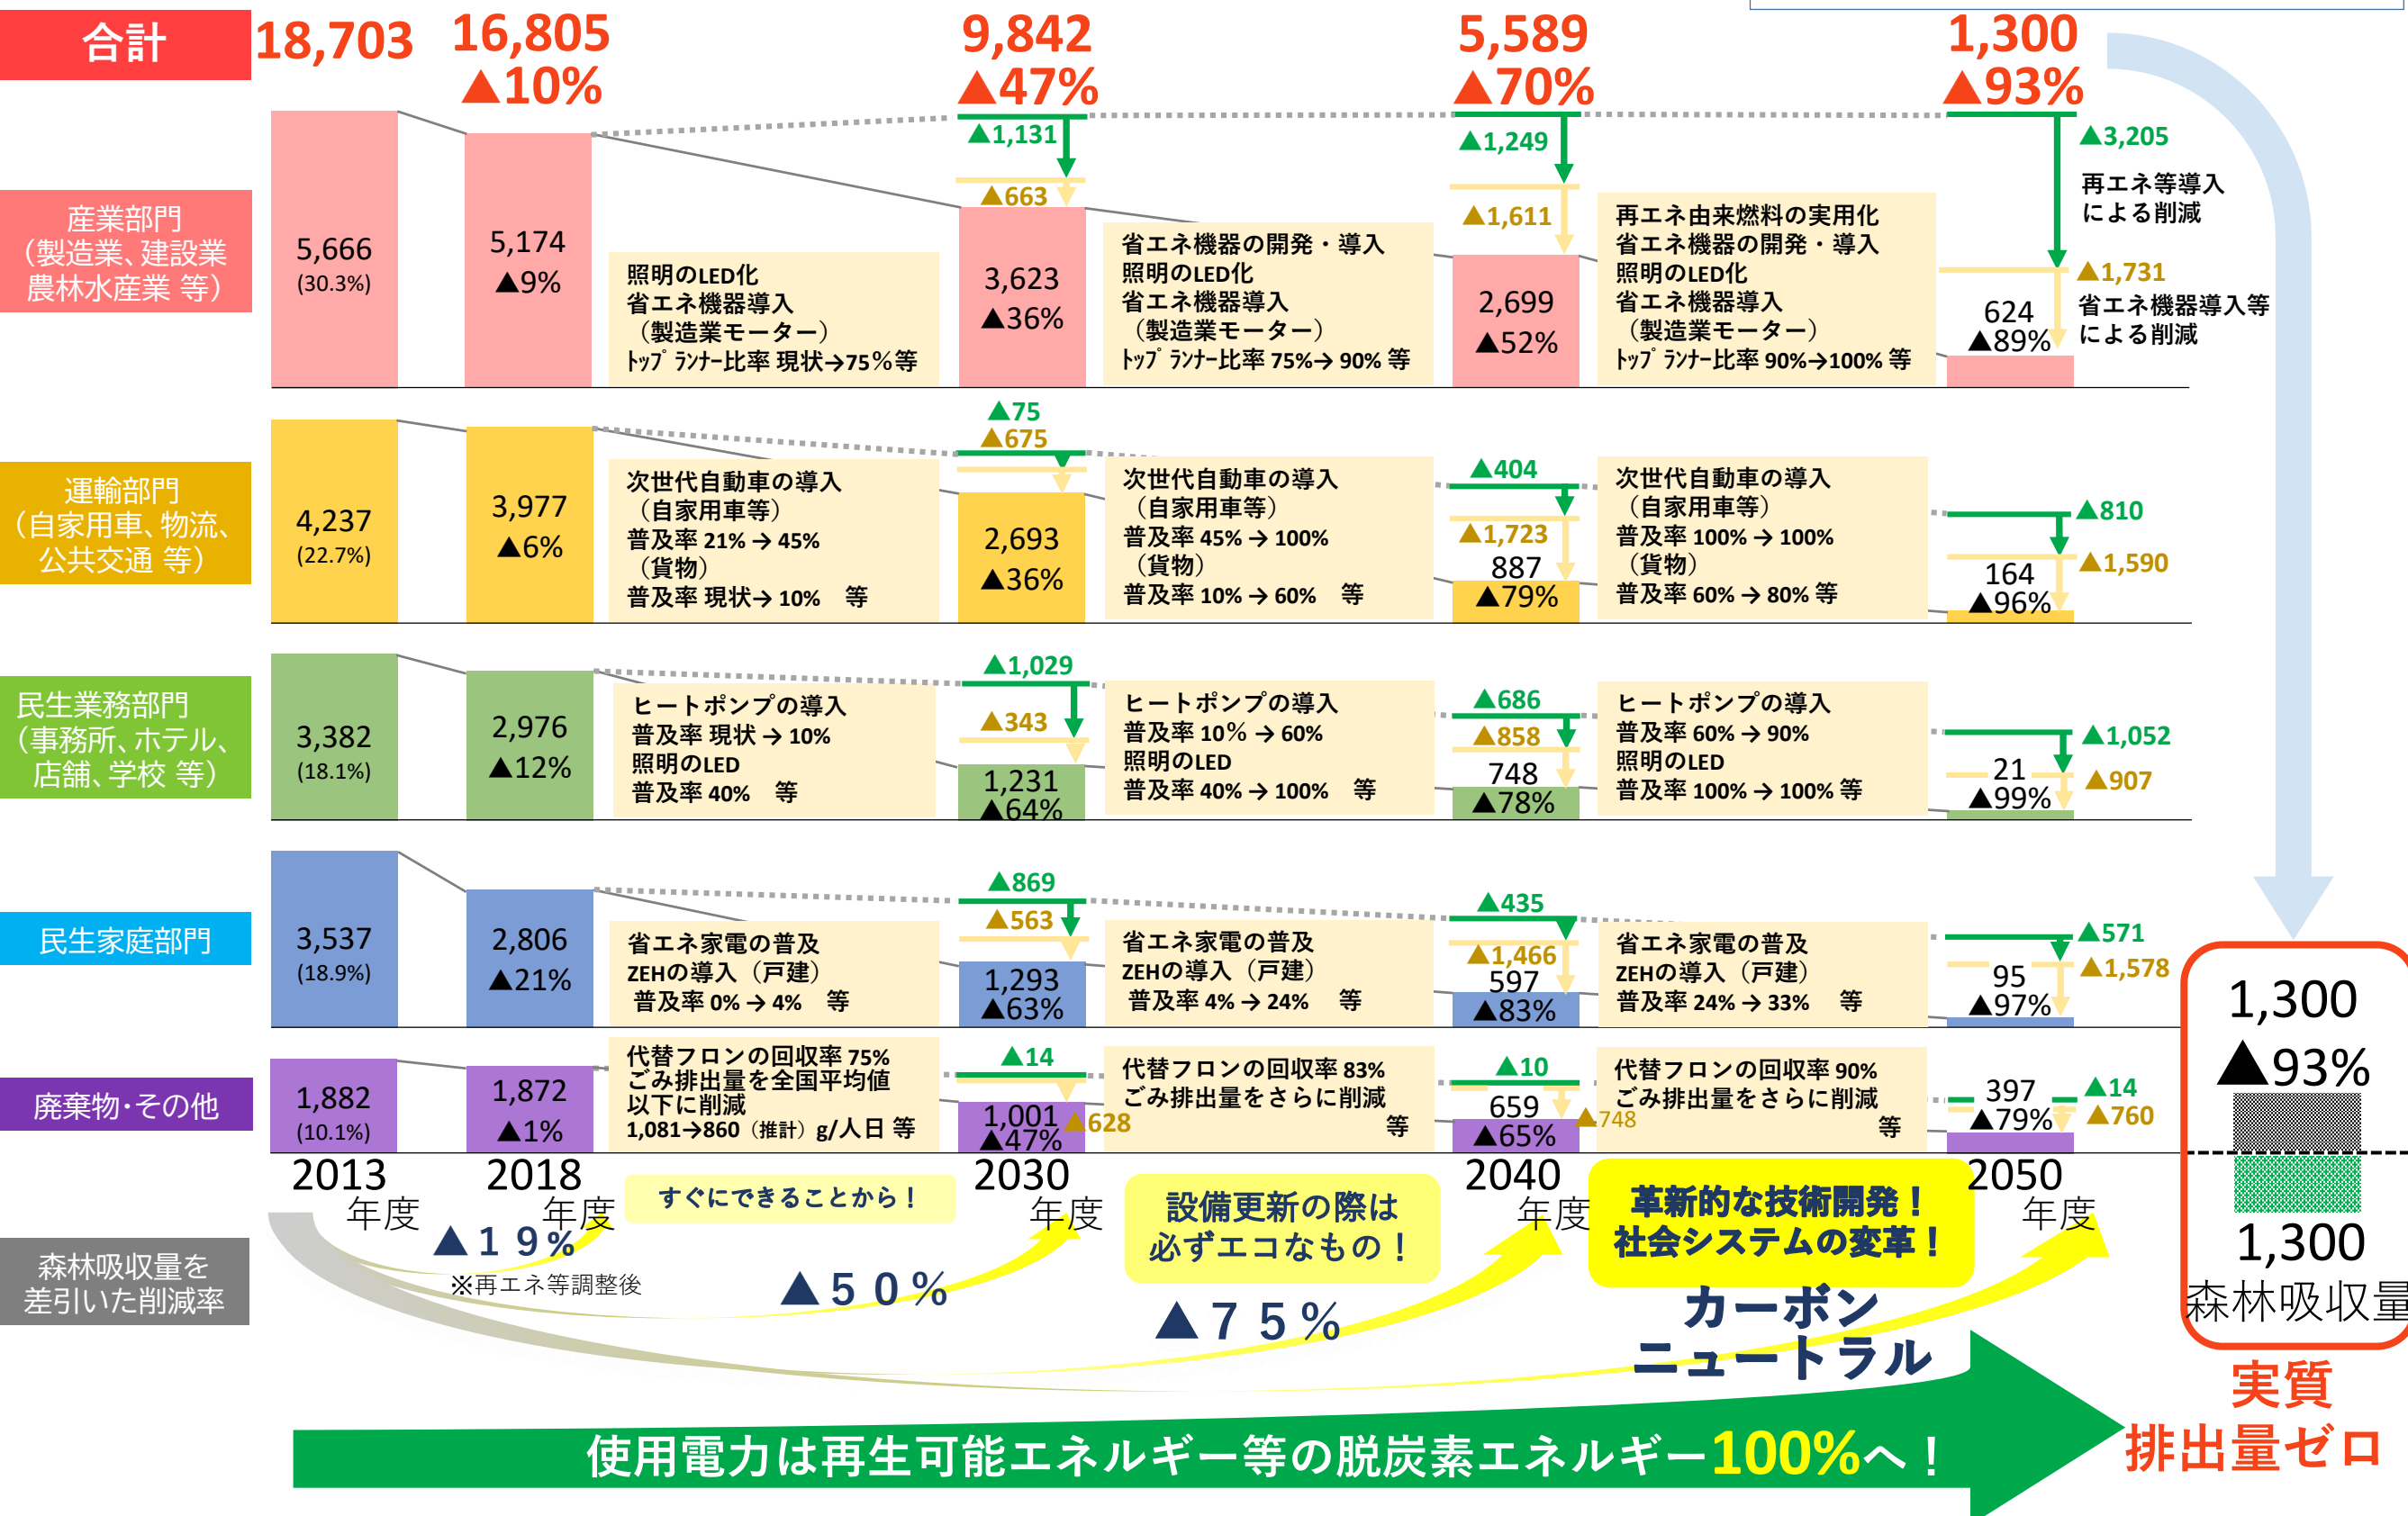 合計
18,703
16,805
▲10%
9,842
▲47%
5,589
▲70%
1,300
▲93%
産業部門
（製造業、建設業
農林水産業 等）
5,666
(30.3%)
5,174
▲9%
照明のLED化
省エネ機器導入
（製造業モーター）
ﾄｯﾌﾟﾗﾝﾅｰ比率 現状→75％等
▲1,131
▲663
3,623
▲36%
省エネ機器の開発・導入
照明のLED化
省エネ機器導入
（製造業モーター）
ﾄｯﾌﾟﾗﾝﾅｰ比率 75%→ 90% 等
▲1,249
▲1,611
2,699
▲52%
再エネ由来燃料の実用化
省エネ機器の開発・導入
照明のLED化
省エネ機器導入
（製造業モーター）
ﾄｯﾌﾟﾗﾝﾅｰ比率 90%→100% 等
▲3,205
再エネ等導入
による削減
▲1,731
省エネ機器導入等
による削減
624
▲89%
運輸部門
（自家用車、物流、
公共交通 等）
4,237
(22.7%)
3,977
▲6%
次世代自動車の導入
（自家用車等）
普及率 21% → 45%
（貨物）
普及率 現状→ 10%　等
▲75
▲675
2,693
▲36%
次世代自動車の導入
（自家用車等）
普及率 45% → 100%
（貨物）
普及率 10% → 60%　等
▲404
▲1,723
887
▲79%
次世代自動車の導入
（自家用車等）
普及率 100% → 100%
（貨物）
普及率 60% → 80% 等
▲810
▲1,590
164
▲96%
民生業務部門
（事務所、ホテル、
店舗、学校 等）
3,382
(18.1%)
2,976
▲12%
ヒートポンプの導入
普及率 現状 → 10%
照明のLED
普及率 40%　等
▲1,029
▲343
1,231
▲64%
ヒートポンプの導入
普及率 10％ → 60%
照明のLED
普及率 40% → 100%　等
▲686
▲858
748
▲78%
ヒートポンプの導入
普及率 60% → 90%
照明のLED
普及率 100% → 100% 等
▲1,052
▲907
21
▲99%
民生家庭部門
3,537
(18.9%)
2,806
▲21%
省エネ家電の普及
ZEHの導入（戸建）
普及率 0% → 4%　等
▲869
▲563
1,293
▲63%
省エネ家電の普及
ZEHの導入（戸建）
普及率 4% → 24%　等
▲435
▲1,466
597
▲83%
省エネ家電の普及
ZEHの導入（戸建）
普及率 24% → 33%　等
▲571
▲1,578
95
▲97%
廃棄物・その他
1,882
(10.1%)
1,872
▲1%
代替フロンの回収率 75%
ごみ排出量を全国平均値
以下に削減
1,081→860（推計）g/人日 等
▲14
▲628
1,001
▲47%
代替フロンの回収率 83%
ごみ排出量をさらに削減
等
▲10
▲748
659
▲65%
代替フロンの回収率 90%
ごみ排出量をさらに削減
等
▲14
▲760
397
▲79%
2013
年度
2018
年度
2030
年度
2040
年度
2050
年度
森林吸収量を
差引いた削減率
▲１９%
※再エネ等調整後
すぐにできることから！
▲５０%
設備更新の際は
必ずエコなもの！
▲７５%
革新的な技術開発！
社会システムの変革！
カーボン
ニュートラル
1,300
▲93%
1,300
森林吸収量
実質
排出量ゼロ
使用電力は再生可能エネルギー等の脱炭素エネルギー100%へ！